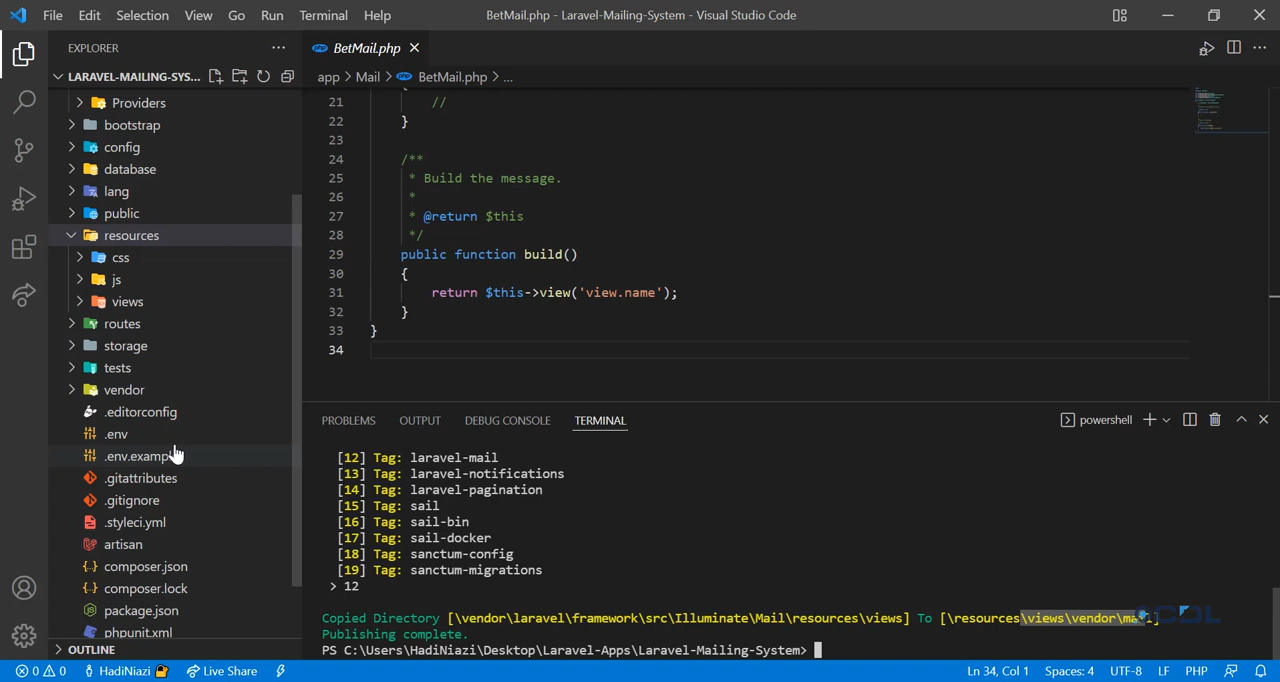 File Edit Selection View Go Run Terminal Help BetMail.php - Laravel-Mailing-System - Visual Studio Code
EXPLORER
LARAVEL-MAILING-SYS...
Providers
bootstrap
config
database
lang
public
resources
css
js
views
routes
storage
tests
vendor
.editorconfig
.env
.env.examp
.gitattributes
.gitignore
.styleci.yml
artisan
composer.json
composer.lock
package.json
phpunit.xml
OUTLINE
BetMail.php
app > Mail > BetMail.php > ...
21 //
22 }
23
24 /**
25 * Build the message.
26 *
27 * @return $this
28 */
29 public function build()
30 {
31 return $this->view('view.name');
32 }
33 }
34
PROBLEMS OUTPUT DEBUG CONSOLE TERMINAL powershell
[12] Tag: laravel-mail
[13] Tag: laravel-notifications
[14] Tag: laravel-pagination
[15] Tag: sail
[16] Tag: sail-bin
[17] Tag: sail-docker
[18] Tag: sanctum-config
[19] Tag: sanctum-migrations
> 12
Copied Directory [\vendor\laravel\framework\src\Illuminate\Mail\resources\views] To [\resources\views\vendor\mail]
Publishing complete.
PS C:\Users\HadiNiazi\Desktop\Laravel-Apps\Laravel-Mailing-System>
0 0 HadiNiazi Live Share Ln 34, Col 1 Spaces: 4 UTF-8 LF PHP